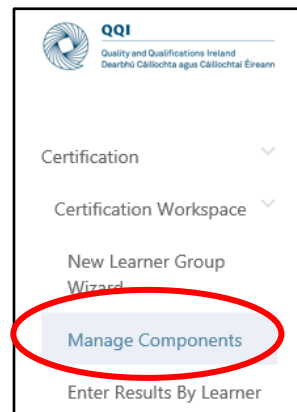 QQI
Quality and Qualifications Ireland
Dearbhú Cáilíochta agus Cáilíochtaí Éireann
Certification
Certification Workspace
New Learner Group
Wizard
Manage Components
Enter Results By Learner